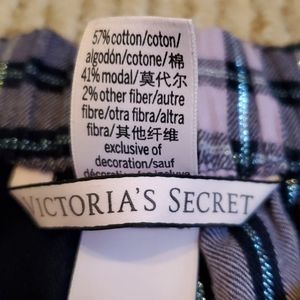 57% cotton/coton/
algodón/cotone/棉
41% modal/莫代尔
2% other fiber/autre
fibre/otra fibra/altra
fibra/其他纤维
exclusive of
decoration/sauf
VICTORIA'S SECRET